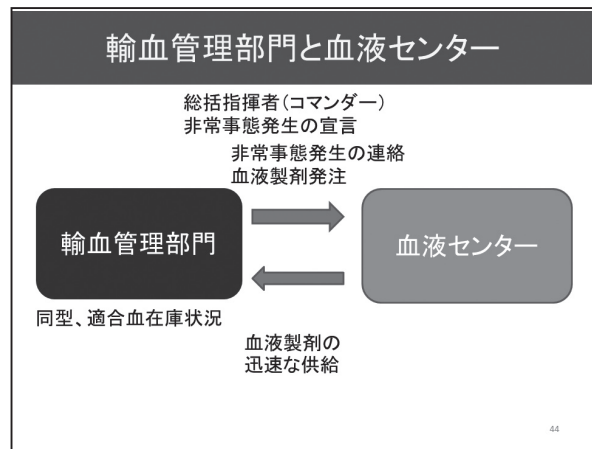 輸血管理部門と血液センター
総括指揮者(コマンダー)
非常事態発生の宣言
非常事態発生の連絡
血液製剤発注
輸血管理部門
血液センター
同型、適合血在庫状況
血液製剤の
迅速な供給
44